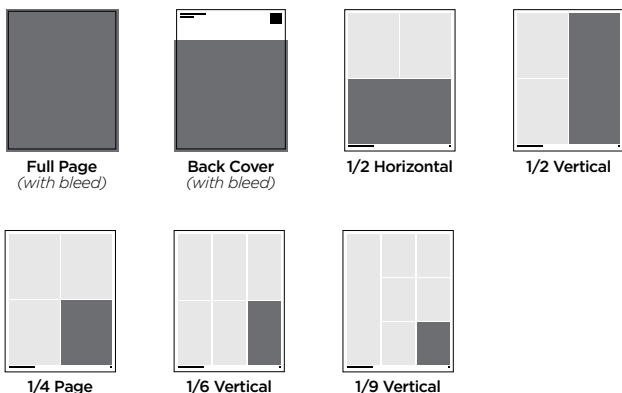 Full Page
(with bleed)
Back Cover
(with bleed)
1/2 Horizontal
1/2 Vertical
1/4 Page
1/6 Vertical
1/9 Vertical